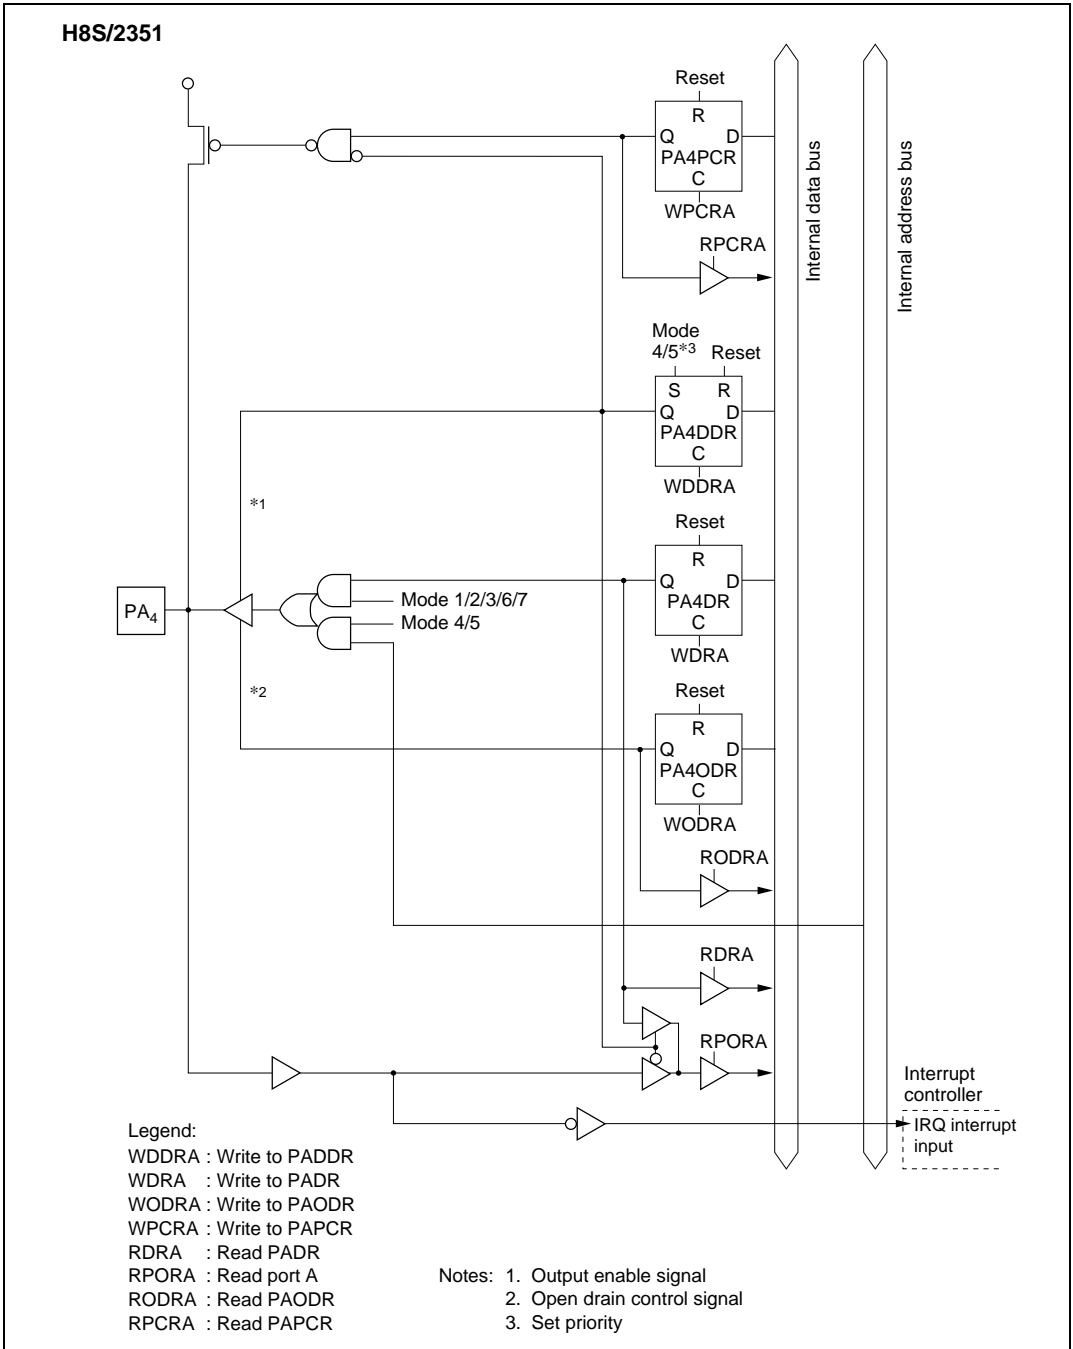 H8S/2351
Reset
R
Q D
PA4PCR
C
WPCRA
RPCRA
Internal data bus
Internal address bus
Mode
4/5*3 Reset
S R
Q D
PA4DDR
C
WDDRA
*1
Reset
R
Q D
PA4DR
C
WDRA
Mode 1/2/3/6/7
Mode 4/5
PA4
*2
Reset
R
Q D
PA4ODR
C
WODRA
RODRA
RDRA
RPORA
Interrupt
controller
IRQ interrupt
input
Legend:
WDDRA : Write to PADDR
WDRA : Write to PADR
WODRA : Write to PAODR
WPCRA : Write to PAPCR
RDRA : Read PADR
RPORA : Read port A
RODRA : Read PAODR
RPCRA : Read PAPCR
Notes: 1. Output enable signal
2. Open drain control signal
3. Set priority